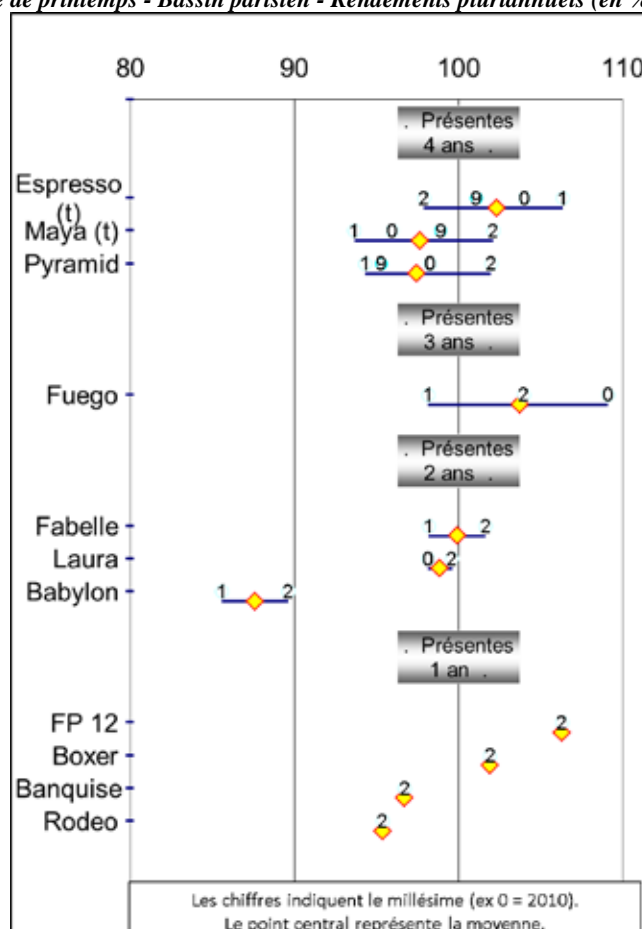 de printemps - Bassin parisien - Rendements pluriannuels (en %
80 90 100 110
. Présentes
4 ans .
Espresso
(t)
2 9 0 1
Maya (t)
1 0 9 2
Pyramid
1 9 0 2
. Présentes
3 ans .
Fuego
1 2 0
. Présentes
2 ans .
Fabelle
1 2
Laura
0 2
Babylon
1 2
. Présentes
1 an .
FP 12
2
Boxer
2
Banquise
2
Rodeo
2
Les chiffres indiquent le millésime (ex 0 = 2010).
Le point central représente la moyenne.